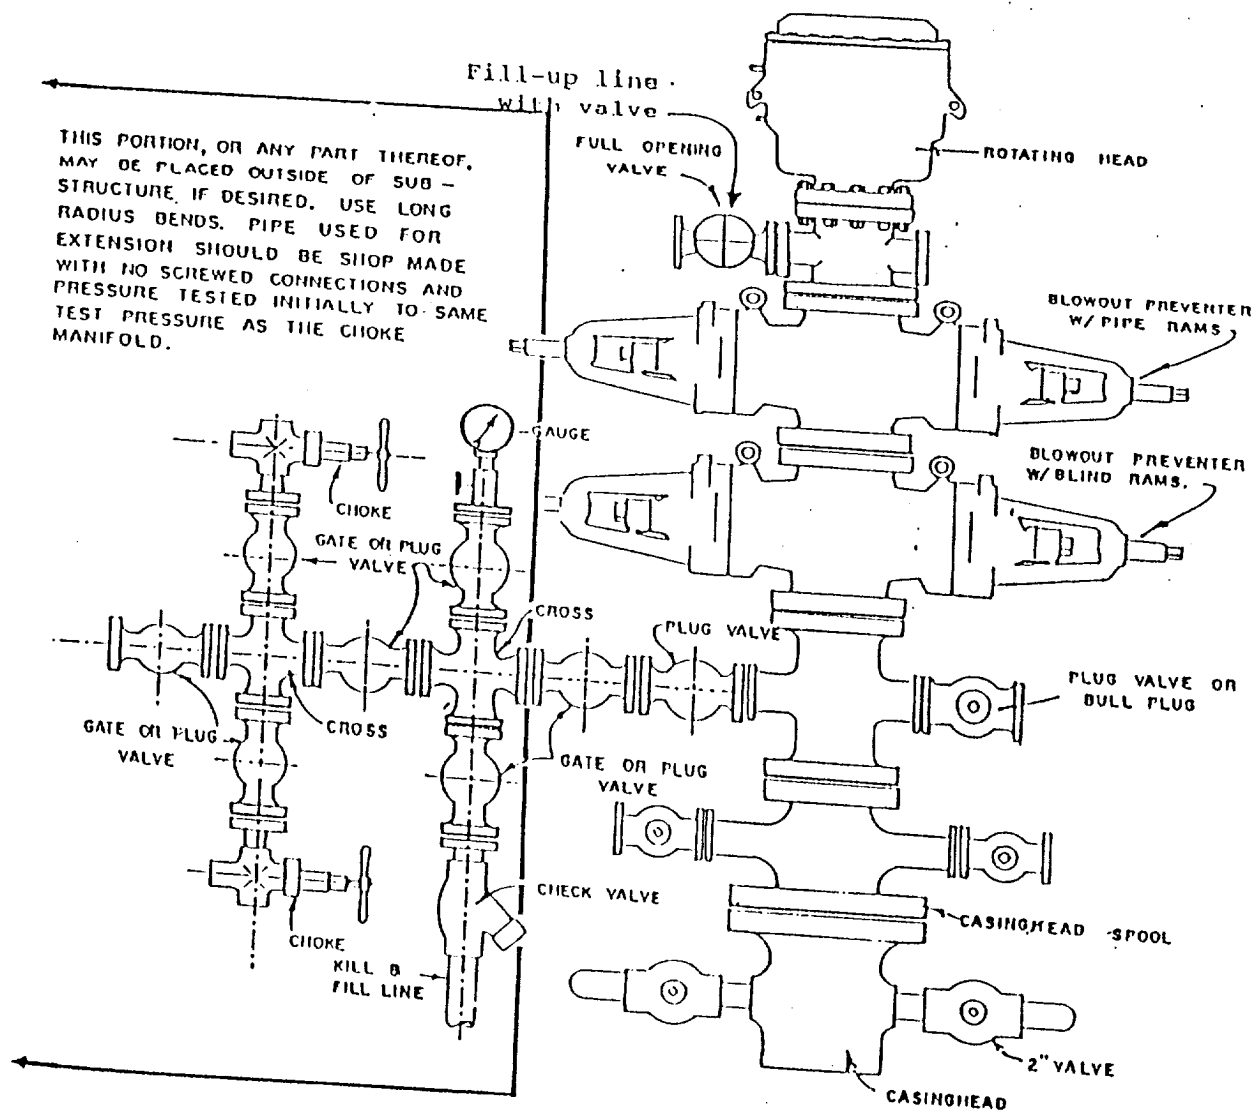 Fill-up line
with valve
FULL OPENING
VALVE
ROTATING HEAD
THIS PORTION, OR ANY PART THEREOF,
MAY BE PLACED OUTSIDE OF SUB-
STRUCTURE IF DESIRED. USE LONG
RADIUS BENDS. PIPE USED FOR
EXTENSION SHOULD BE SHOP MADE
WITH NO SCREWED CONNECTIONS AND
PRESSURE TESTED INITIALLY TO SAME
TEST PRESSURE AS THE CHOKE
MANIFOLD.
BLOWOUT PREVENTER
W/ PIPE RAMS
GAUGE
CHOKE
BLOWOUT PREVENTER
W/ BLIND RAMS.
GATE OR PLUG
VALVE
CROSS
PLUG VALVE
PLUG VALVE OR
BULL PLUG
GATE OR PLUG
VALVE
CROSS
GATE OR PLUG
VALVE
CHECK VALVE
CASINGHEAD SPOOL
CHOKE
KILL &
FILL LINE
2" VALVE
CASINGHEAD